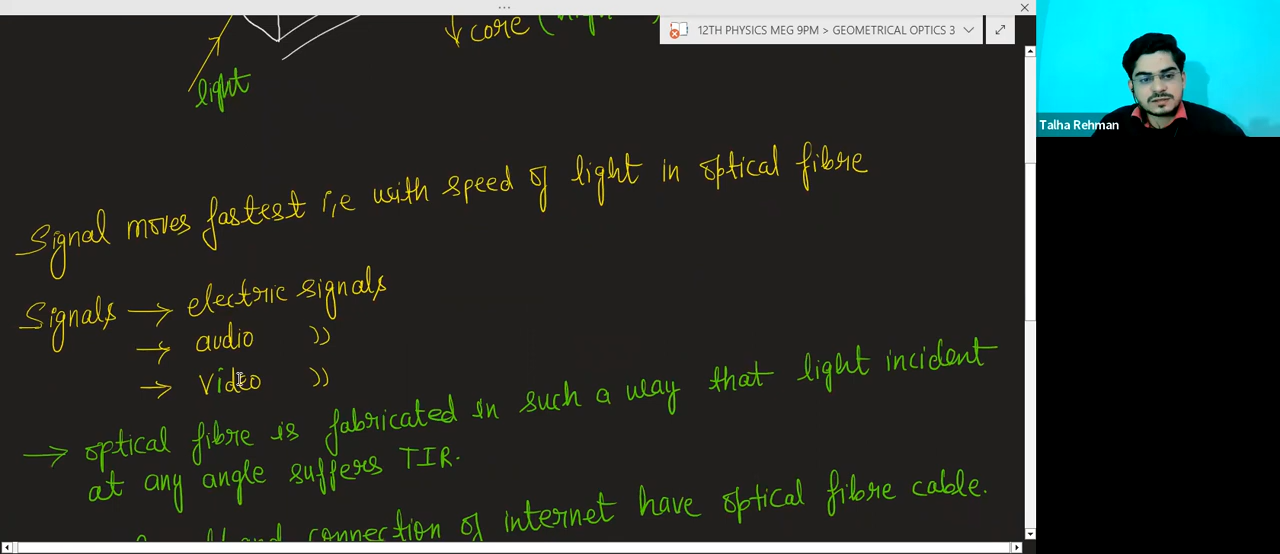 ↓ core (
12TH PHYSICS MEG 9PM > GEOMETRICAL OPTICS 3
light
Talha Rehman
Signal moves fastest i,e with speed of light in optical fibre
Signals → electric signals
→ audio ))
→ Video ))
→ optical fibre is fabricated in such a way that light incident
at any angle suffers TIR.
connection of internet have optical fibre cable.